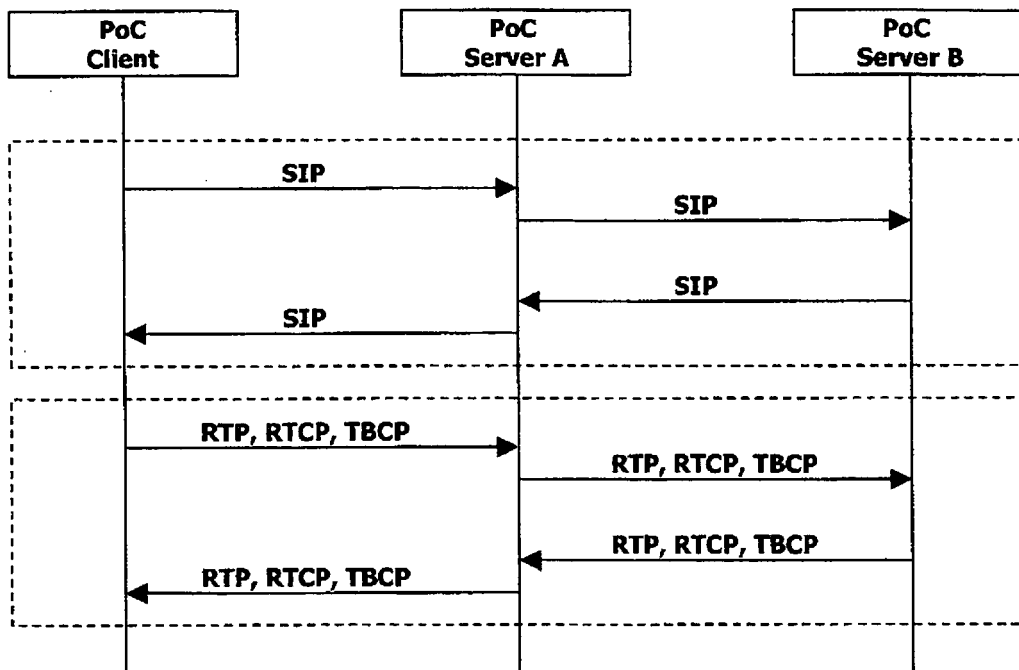 PoC
Client
PoC
Server A
PoC
Server B
SIP
SIP
SIP
SIP
RTP, RTCP, TBCP
RTP, RTCP, TBCP
RTP, RTCP, TBCP
RTP, RTCP, TBCP